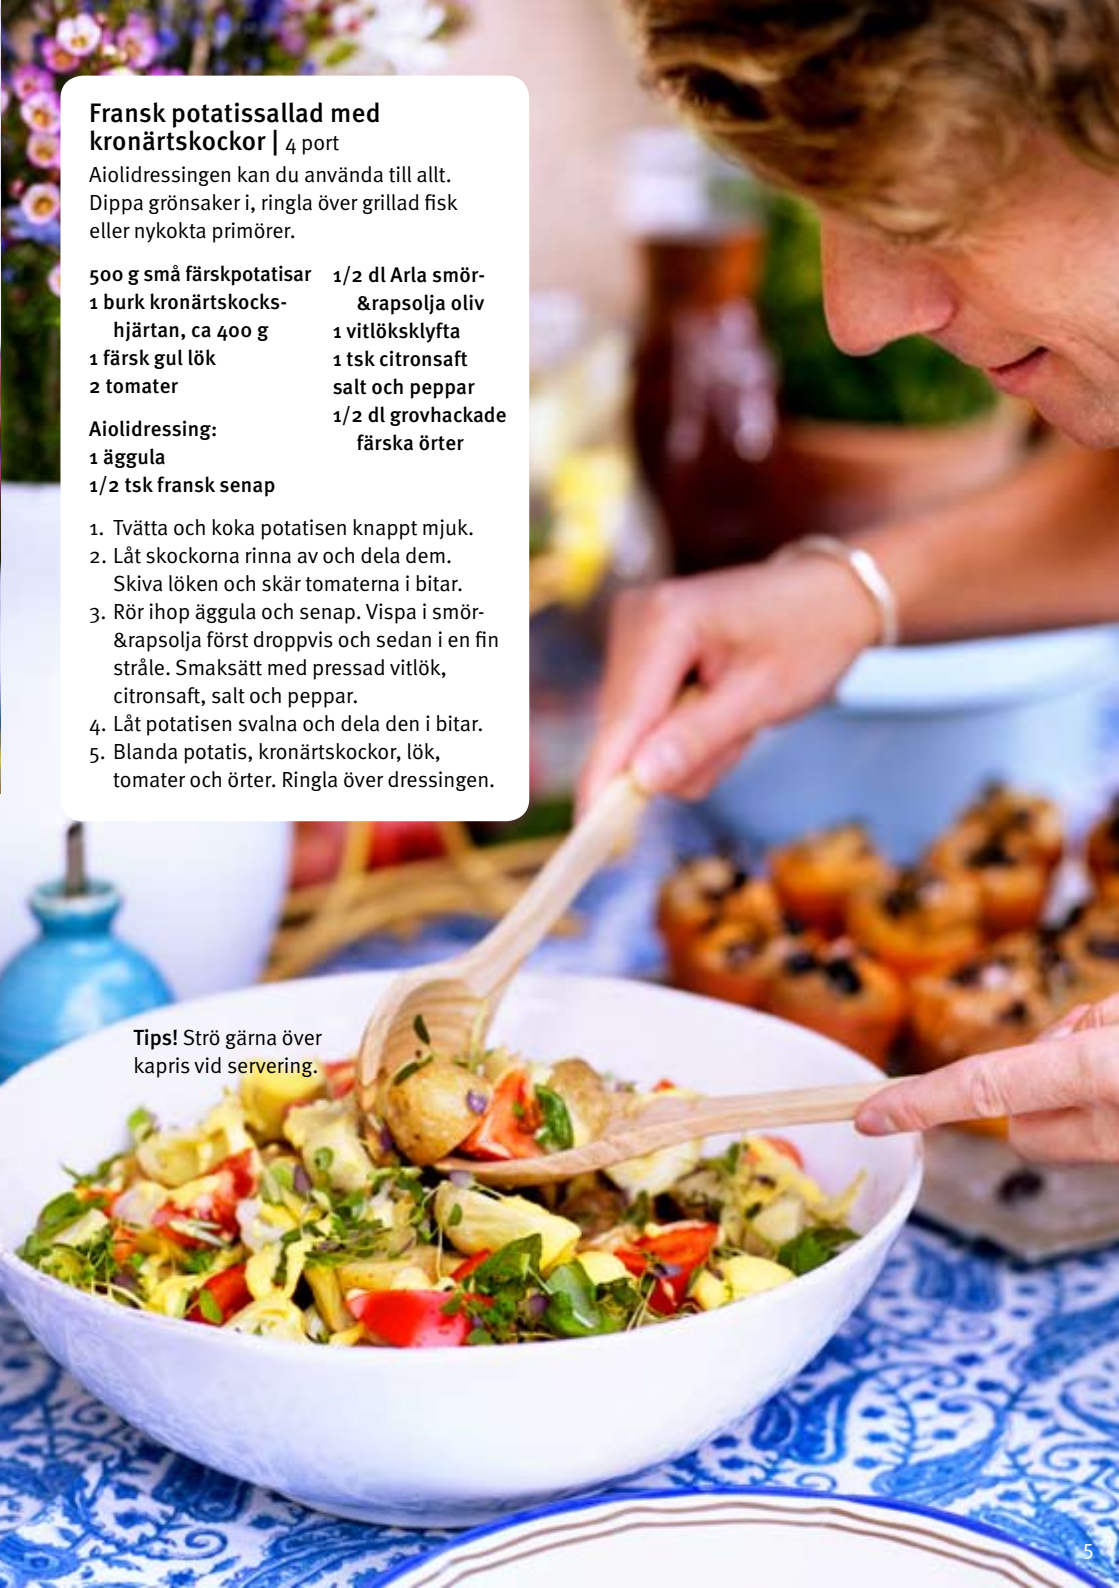 Fransk potatissallad med
kronärtskockor | 4 port
Aiolidressingen kan du använda till allt.
Dippa grönsaker i, ringla över grillad fisk
eller nykokta primörer.
500 g små färskpotatisar
1 burk kronärtskocks-
hjärtan, ca 400 g
1 färsk gul lök
2 tomater
Aiolidressing:
1 äggula
1/2 tsk fransk senap
1/2 dl Arla smör-
&rapsolja oliv
1 vitlöksklyfta
1 tsk citronsaft
salt och peppar
1/2 dl grovhackade
färska örter
1. Tvätta och koka potatisen knappt mjuk.
2. Låt skockorna rinna av och dela dem.
Skiva löken och skär tomaterna i bitar.
3. Rör ihop äggula och senap. Vispa i smör-
&rapsolja först droppvis och sedan i en fin
stråle. Smaksätt med pressad vitlök,
citronsaft, salt och peppar.
4. Låt potatisen svalna och dela den i bitar.
5. Blanda potatis, kronärtskockor, lök,
tomater och örter. Ringla över dressingen.
Tips! Strö gärna över
kapris vid servering.
5